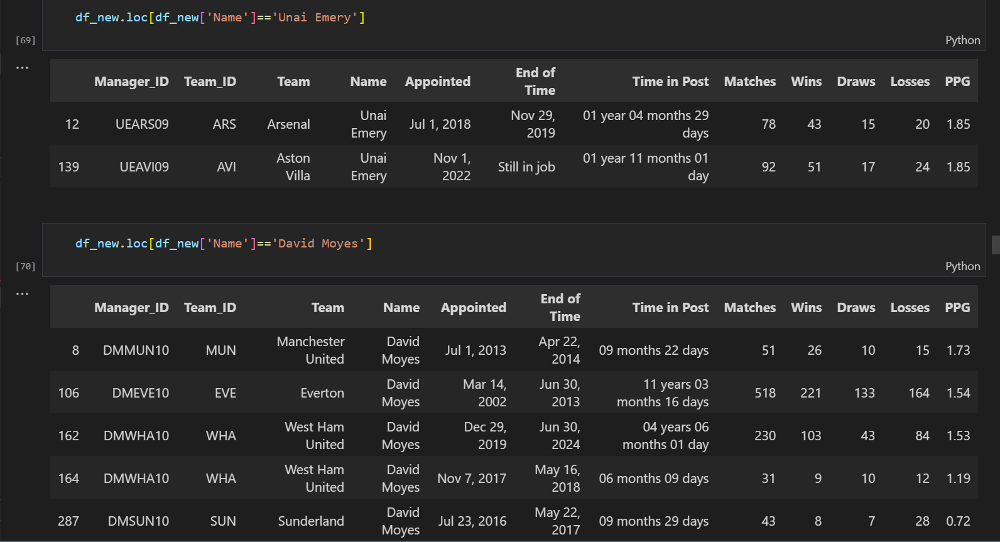 df_new.loc[df_new['Name']=='Unai Emery']
[69]
Python
...
Manager_ID Team_ID Team Name Appointed End of Time Time in Post Matches Wins Draws Losses PPG
12 UEARS09 ARS Arsenal Unai Emery Jul 1, 2018 Nov 29, 2019 01 year 04 months 29 days 78 43 15 20 1.85
139 UEAVI09 AVI Aston Villa Unai Emery Nov 1, 2022 Still in job 01 year 11 months 01 day 92 51 17 24 1.85
df_new.loc[df_new['Name']=='David Moyes']
[70]
Python
...
Manager_ID Team_ID Team Name Appointed End of Time Time in Post Matches Wins Draws Losses PPG
8 DMMUN10 MUN Manchester United David Moyes Jul 1, 2013 Apr 22, 2014 09 months 22 days 51 26 10 15 1.73
106 DMEVE10 EVE Everton David Moyes Mar 14, 2002 Jun 30, 2013 11 years 03 months 16 days 518 221 133 164 1.54
162 DMWHA10 WHA West Ham United David Moyes Dec 29, 2019 Jun 30, 2024 04 years 06 months 01 day 230 103 43 84 1.53
164 DMWHA10 WHA West Ham United David Moyes Nov 7, 2017 May 16, 2018 06 months 09 days 31 9 10 12 1.19
287 DMSUN10 SUN Sunderland David Moyes Jul 23, 2016 May 22, 2017 09 months 29 days 43 8 7 28 0.72